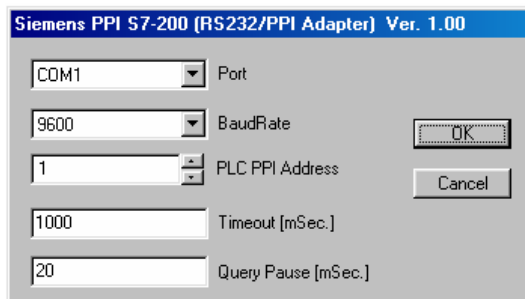 Siemens PPI S7-200 (RS232/PPI Adapter) Ver. 1.00
COM1 Port
9600 BaudRate
OK
1 PLC PPI Address
Cancel
1000 Timeout [mSec.]
20 Query Pause [mSec.]